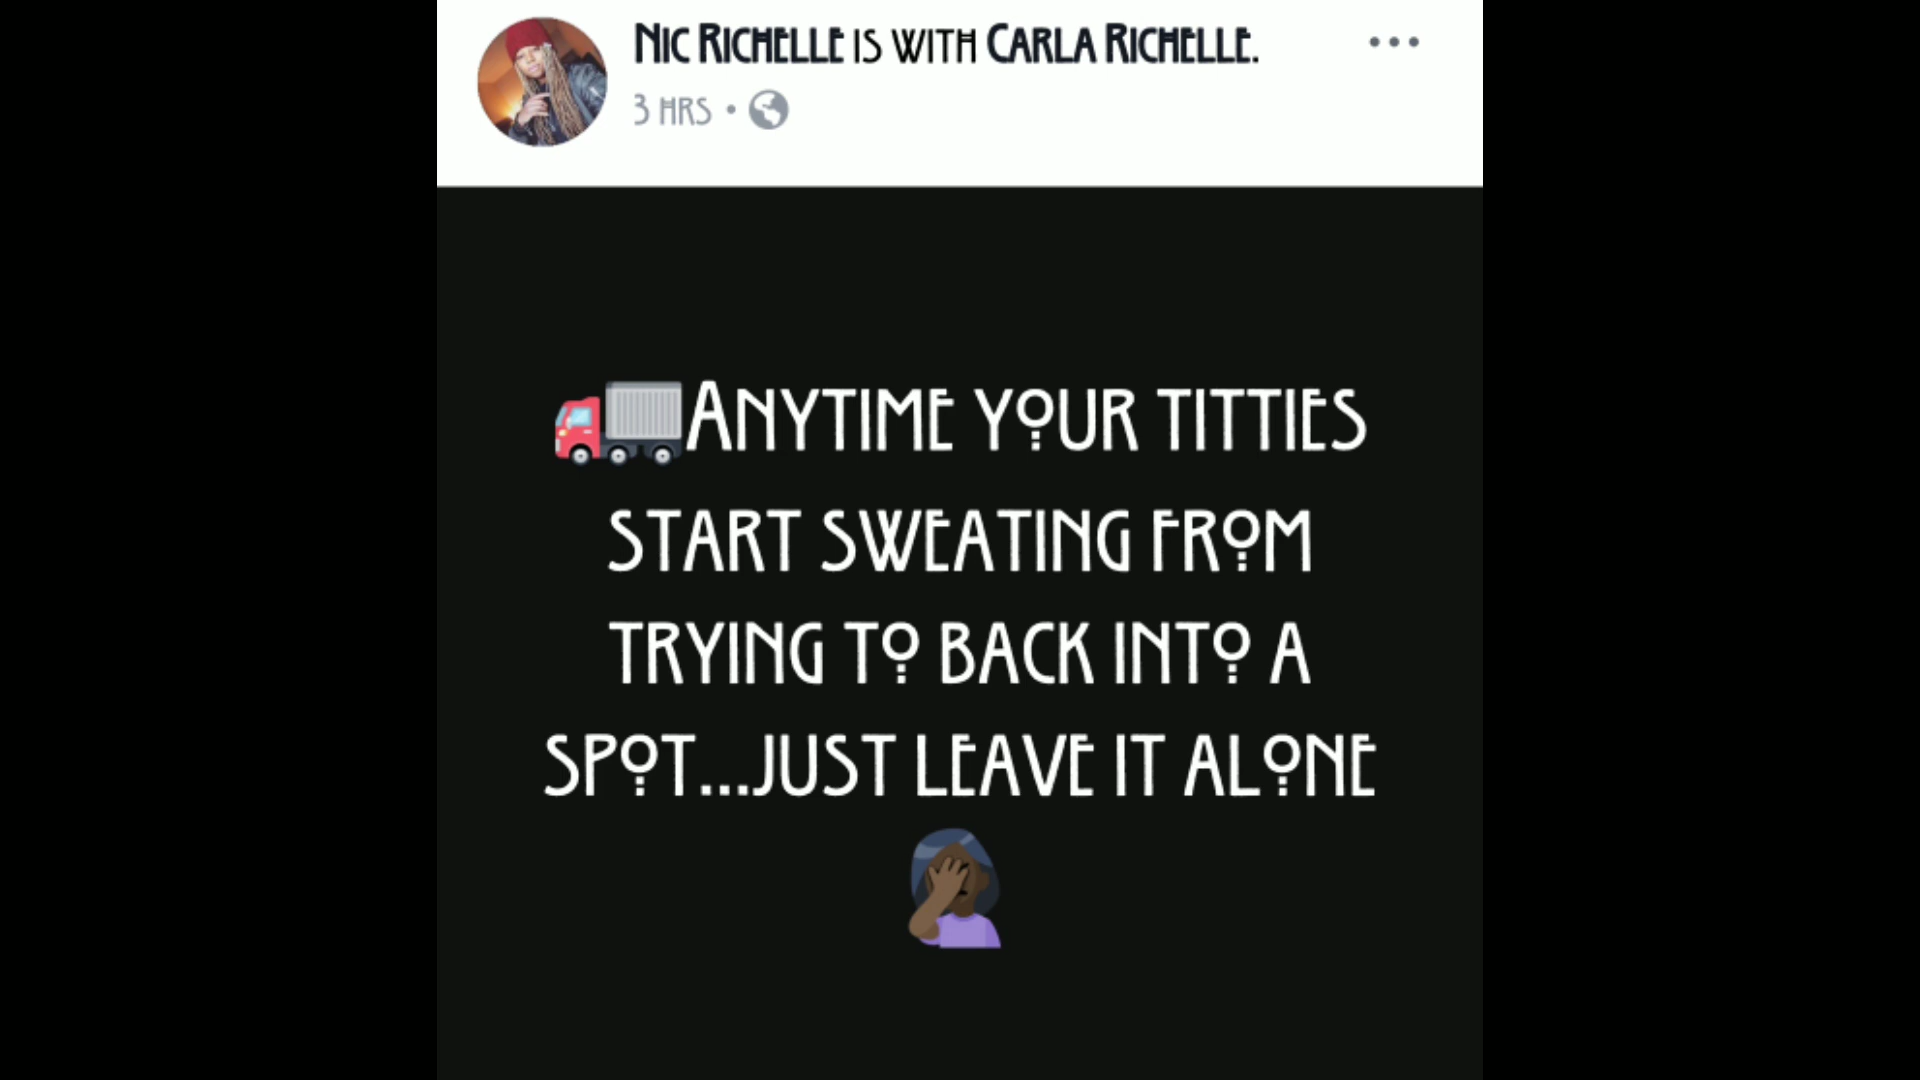 Nic Richelle is with Carla Richelle.
3 hrs
Anytime your titties
start sweating from
trying to back into a
spot...just leave it alone